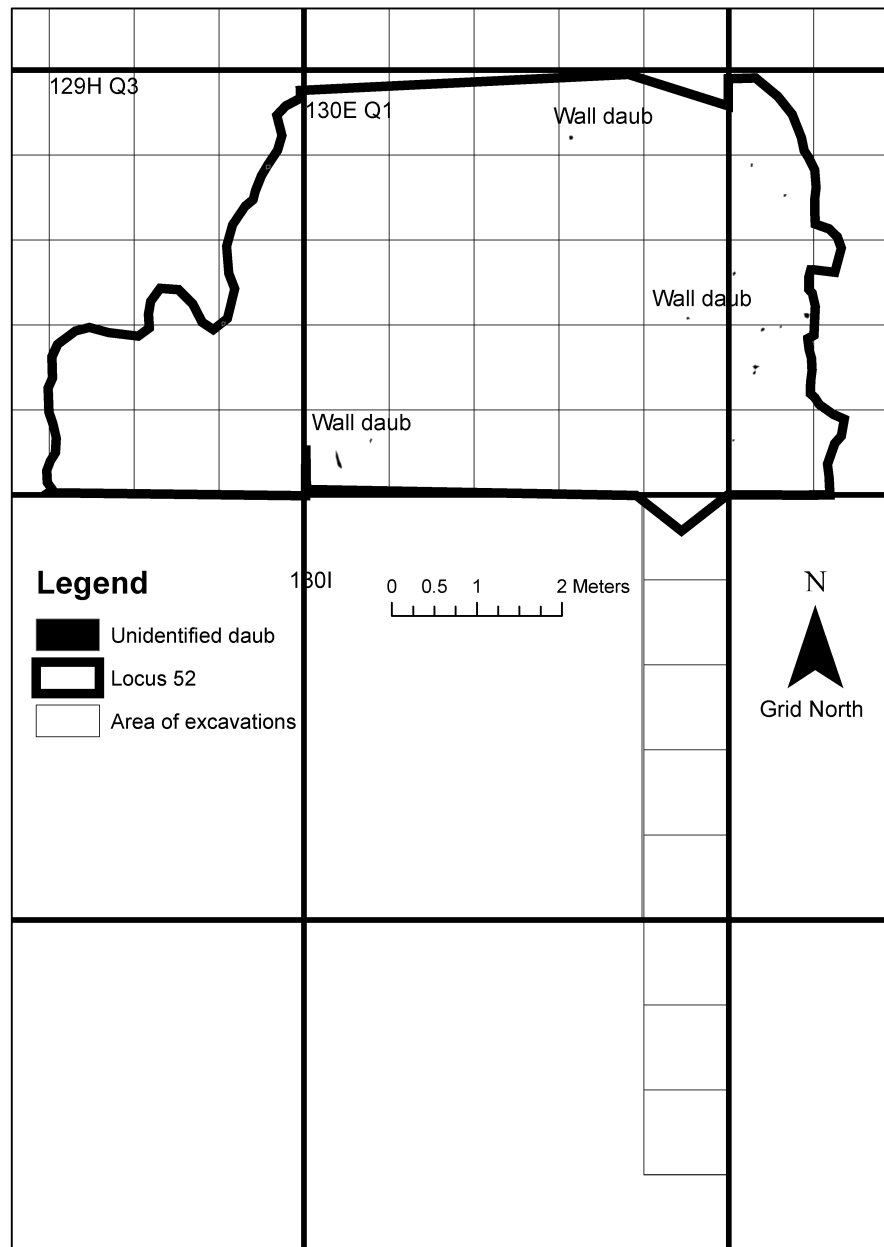 129H Q3
130E Q1
Wall daub
Wall daub
Wall daub
130I
Legend
Unidentified daub
Locus 52
Area of excavations
0 0.5 1 2 Meters
N
Grid North